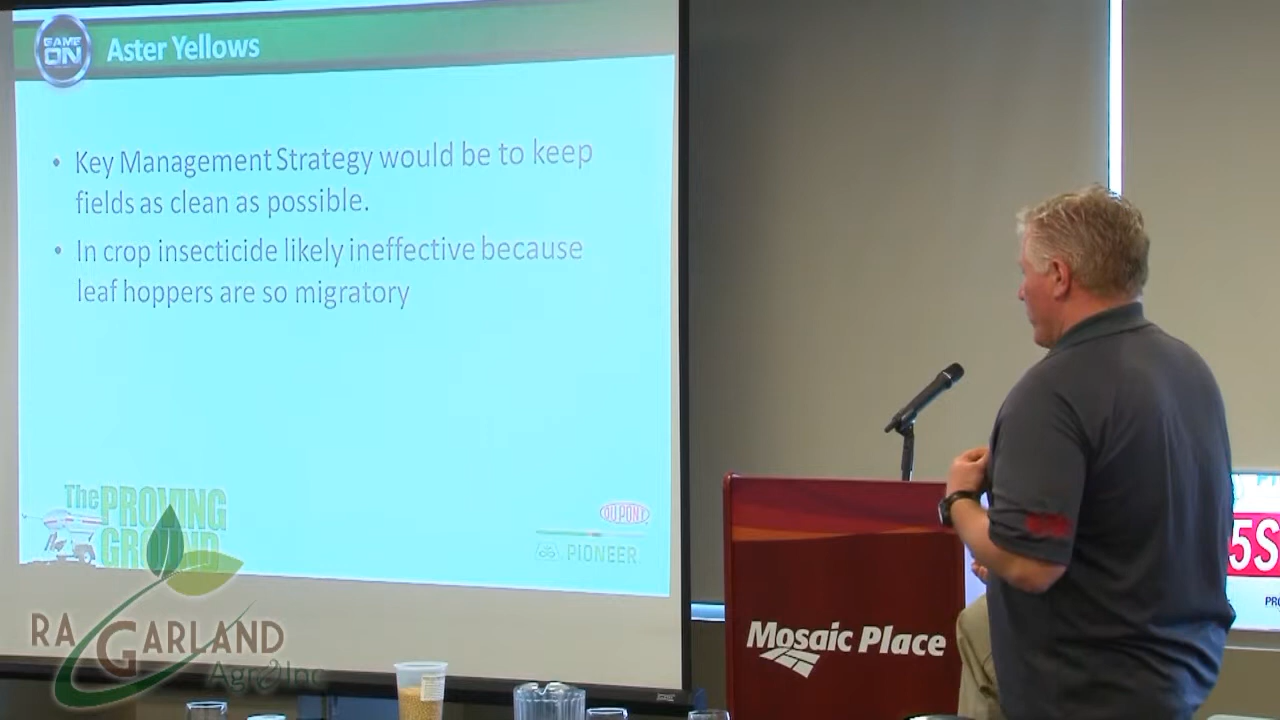 GAME ON
Aster Yellows
• Key Management Strategy would be to keep
fields as clean as possible.
• In crop insecticide likely ineffective because
leaf hoppers are so migratory
The PROVING
GROUND
DUPONT
PIONEER
RA GARLAND
Agro Inc
Mosaic Place
5S